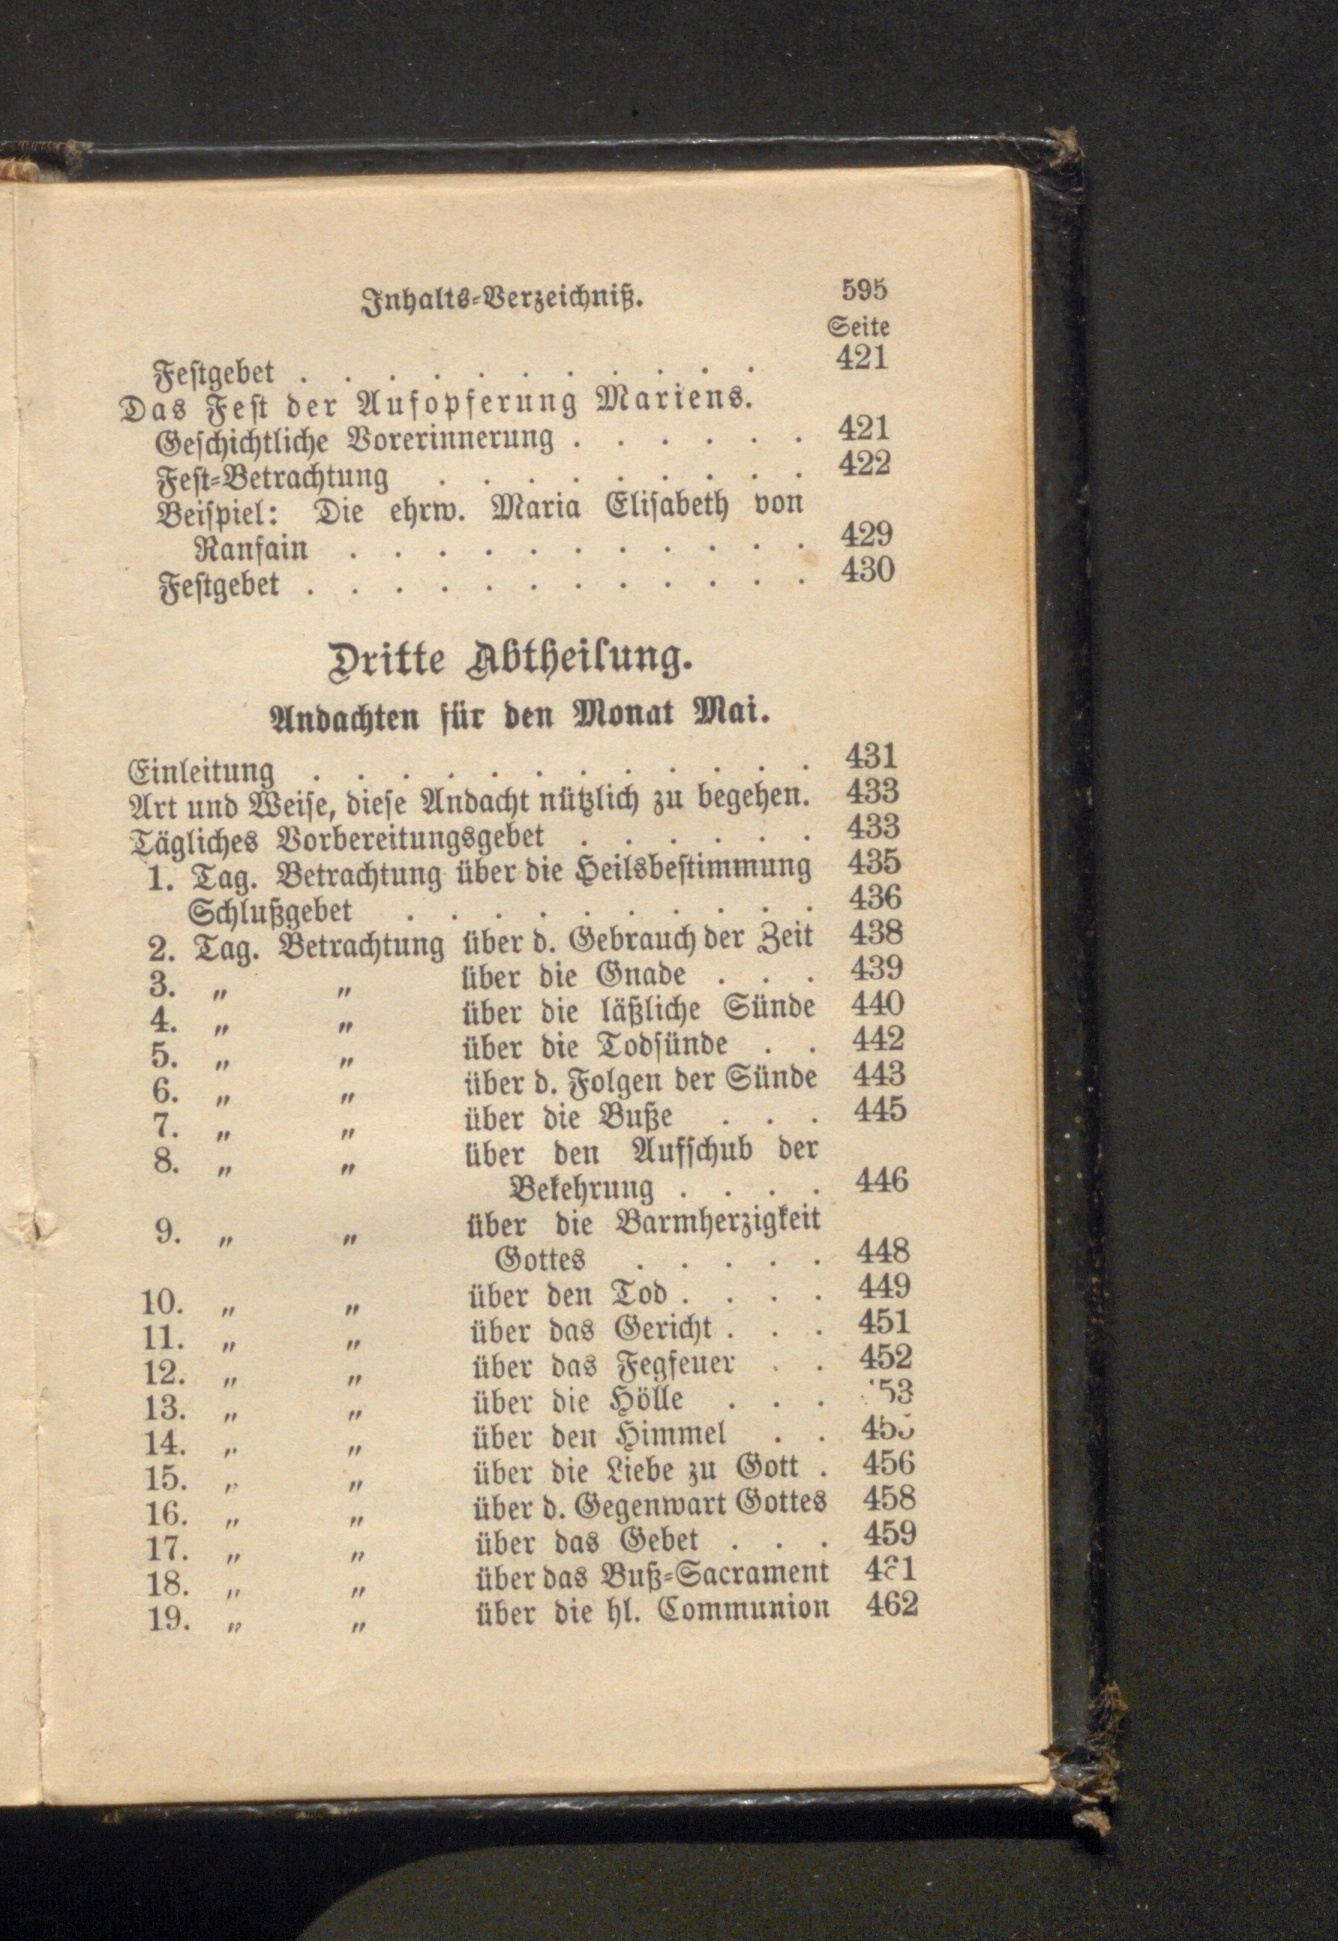 Inhalts-Verzeichniß. 595
Seite
Festgebet . . . . . . . . . . . 421
Das Fest der Aufopferung Mariens.
Geschichtliche Vorerinnerung . . . . . . 421
Fest-Betrachtung . . . . . . . . . 422
Beispiel: Die ehrw. Maria Elisabeth von
Ranfain . . . . . . . . . . . 429
Festgebet . . . . . . . . . . . . 430
Dritte Abtheilung.
Andachten für den Monat Mai.
Einleitung . . . . . . . . . . . . 431
Art und Weise, diese Andacht nützlich zu begehen. 433
Tägliches Vorbereitungsgebet . . . . . . 433
1. Tag. Betrachtung über die Heilsbestimmung 435
Schlußgebet . . . . . . . . . . 436
2. Tag. Betrachtung über d. Gebrauch der Zeit 438
3. „ „ über die Gnade . . . 439
4. „ „ über die läßliche Sünde 440
5. „ „ über die Todsünde . . 442
6. „ „ über d. Folgen der Sünde 443
7. „ „ über die Buße . . . 445
8. „ „ über den Aufschub der
Bekehrung . . . . 446
9. „ „ über die Barmherzigkeit
Gottes . . . . . 448
10. „ „ über den Tod . . . . 449
11. „ „ über das Gericht . . . 451
12. „ „ über das Fegfeuer . . 452
13. „ „ über die Hölle . . . 53
14. „ „ über den Himmel . . 455
15. „ „ über die Liebe zu Gott . 456
16. „ „ über d. Gegenwart Gottes 458
17. „ „ über das Gebet . . . 459
18. „ „ über das Buß-Sacrament 461
19. „ „ über die hl. Communion 462